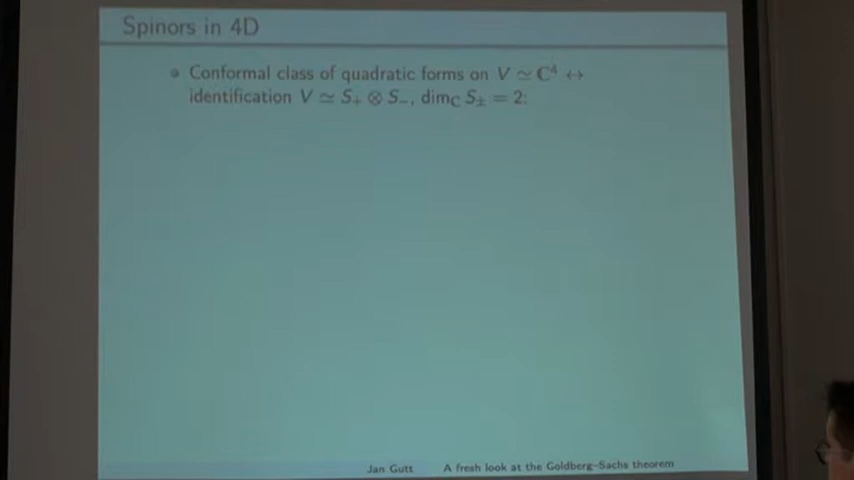 Spinors in 4D
Conformal class of quadratic forms on V ≃ ℂ⁴ ↔
identification V ≃ S₊ ⊗ S₋, dim_ℂ S_± = 2:
Jan Gutt A fresh look at the Goldberg–Sachs theorem